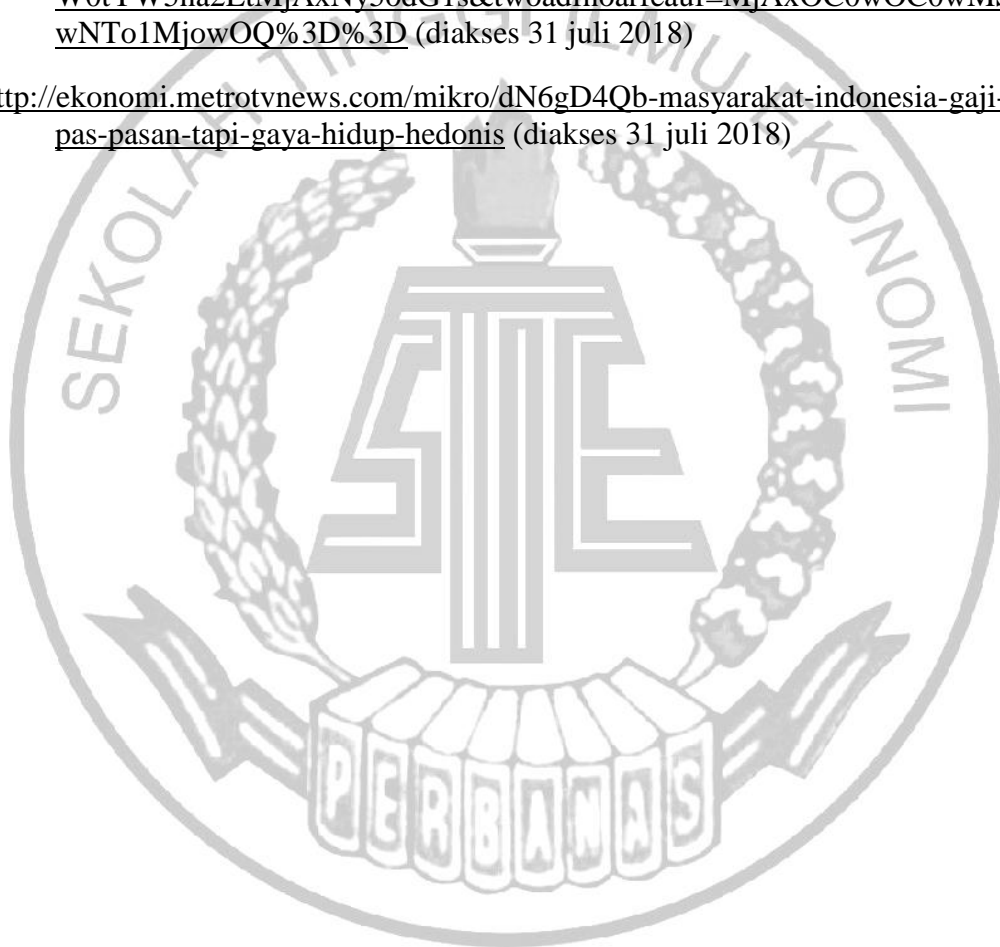 wNTo1MjowOQ%3D%3D (diakses 31 juli 2018)
ttp://ekonomi.metrotvnews.com/mikro/dN6gD4Qb-masyarakat-indonesia-gaji-
pas-pasan-tapi-gaya-hidup-hedonis (diakses 31 juli 2018)
SEKOLAH TINGGI ILMU EKONOMI
STIE
PERBANAS